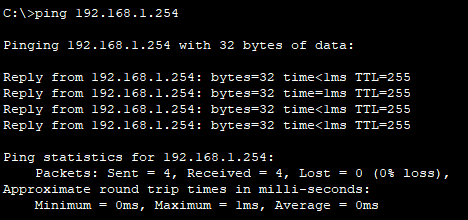 C:\>ping 192.168.1.254
Pinging 192.168.1.254 with 32 bytes of data:
Reply from 192.168.1.254: bytes=32 time<1ms TTL=255
Reply from 192.168.1.254: bytes=32 time=1ms TTL=255
Reply from 192.168.1.254: bytes=32 time<1ms TTL=255
Reply from 192.168.1.254: bytes=32 time<1ms TTL=255
Ping statistics for 192.168.1.254:
    Packets: Sent = 4, Received = 4, Lost = 0 (0% loss),
Approximate round trip times in milli-seconds:
    Minimum = 0ms, Maximum = 1ms, Average = 0ms